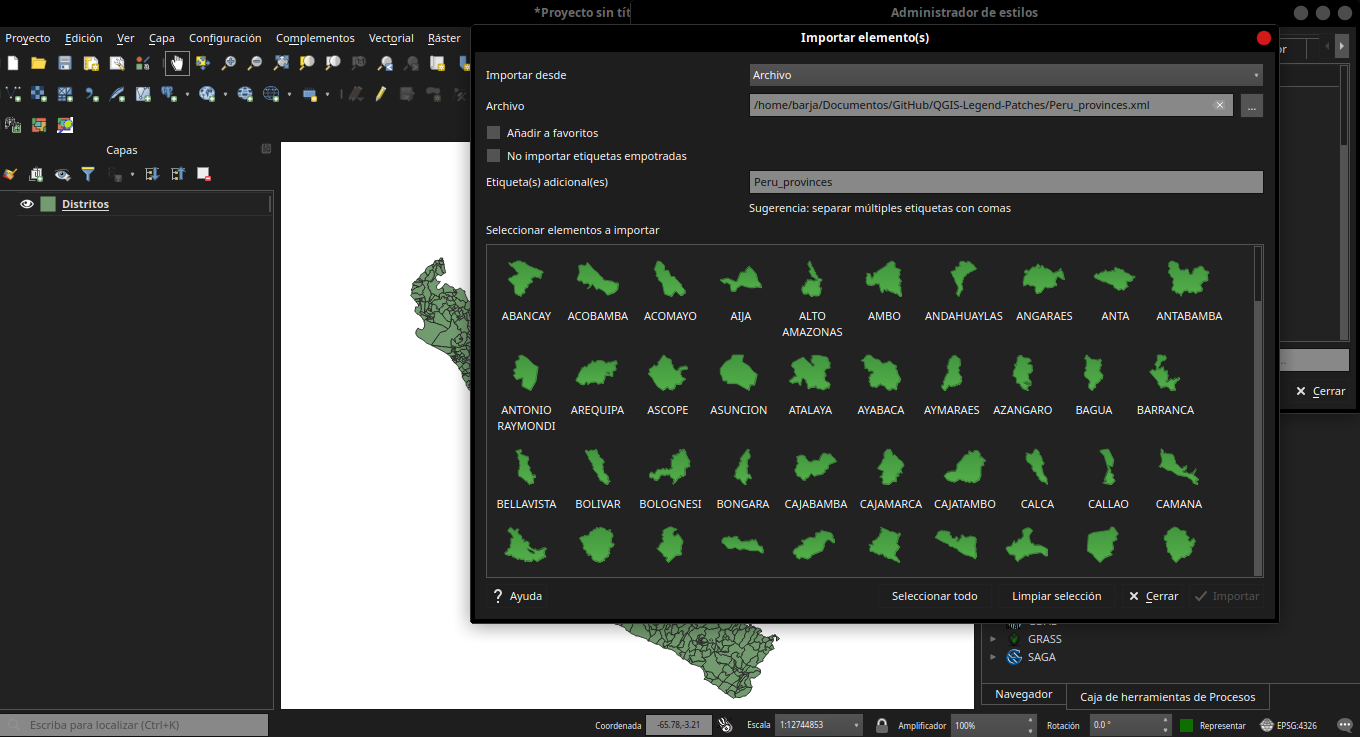 *Proyecto sin tít
Administrador de estilos
Proyecto Edición Ver Capa Configuración Complementos Vectorial Ráster
Importar elemento(s)
Importar desde
Archivo
Archivo
/home/barja/Documentos/GitHub/QGIS-Legend-Patches/Peru_provinces.xml
...
Añadir a favoritos
No importar etiquetas empotradas
Etiqueta(s) adicional(es)
Peru_provinces
Sugerencia: separar múltiples etiquetas con comas
Seleccionar elementos a importar
Capas
Distritos
ABANCAY ACOBAMBA ACOMAYO AIJA ALTO AMBO ANDAHUAYLAS ANGARAES ANTA ANTABAMBA
AMAZONAS
ANTONIO AREQUIPA ASCOPE ASUNCION ATALAYA AYABACA AYMARAES AZANGARO BAGUA BARRANCA
RAYMONDI
BELLAVISTA BOLIVAR BOLOGNESI BONGARA CAJABAMBA CAJAMARCA CAJATAMBO CALCA CALLAO CAMANA
? Ayuda
Seleccionar todo
Limpiar selección
Cerrar
Importar
Cerrar
GRASS
SAGA
Navegador
Caja de herramientas de Procesos
Escribe para localizar (Ctrl+K)
Coordenada -65.78,-3.21 Escala 1:12744853 Amplificador 100% Rotación 0.0 ° Representar EPSG:4326